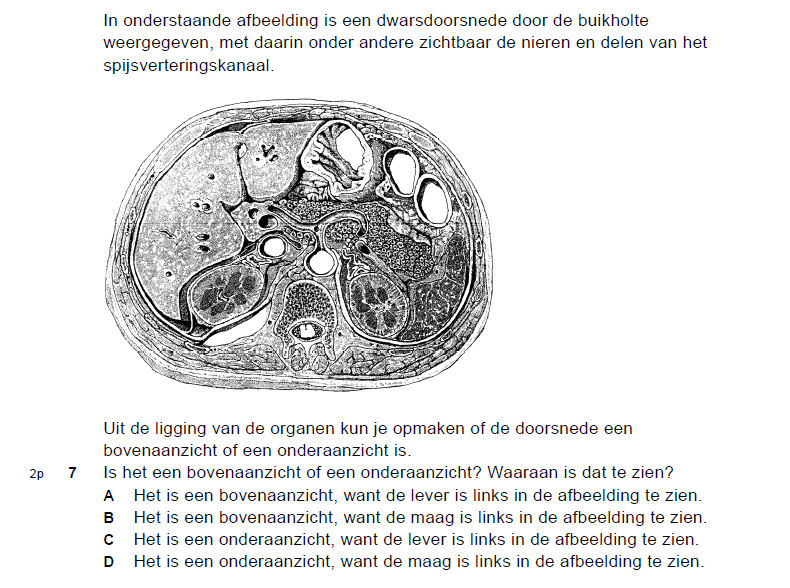 In onderstaande afbeelding is een dwarsdoorsnede door de buikholte
weergegeven, met daarin onder andere zichtbaar de nieren en delen van het
spijsverteringskanaal.
Uit de ligging van de organen kun je opmaken of de doorsnede een
bovenaanzicht of een onderaanzicht is.
2p 7 Is het een bovenaanzicht of een onderaanzicht? Waaraan is dat te zien?
A Het is een bovenaanzicht, want de lever is links in de afbeelding te zien.
B Het is een bovenaanzicht, want de maag is links in de afbeelding te zien.
C Het is een onderaanzicht, want de lever is links in de afbeelding te zien.
D Het is een onderaanzicht, want de maag is links in de afbeelding te zien.